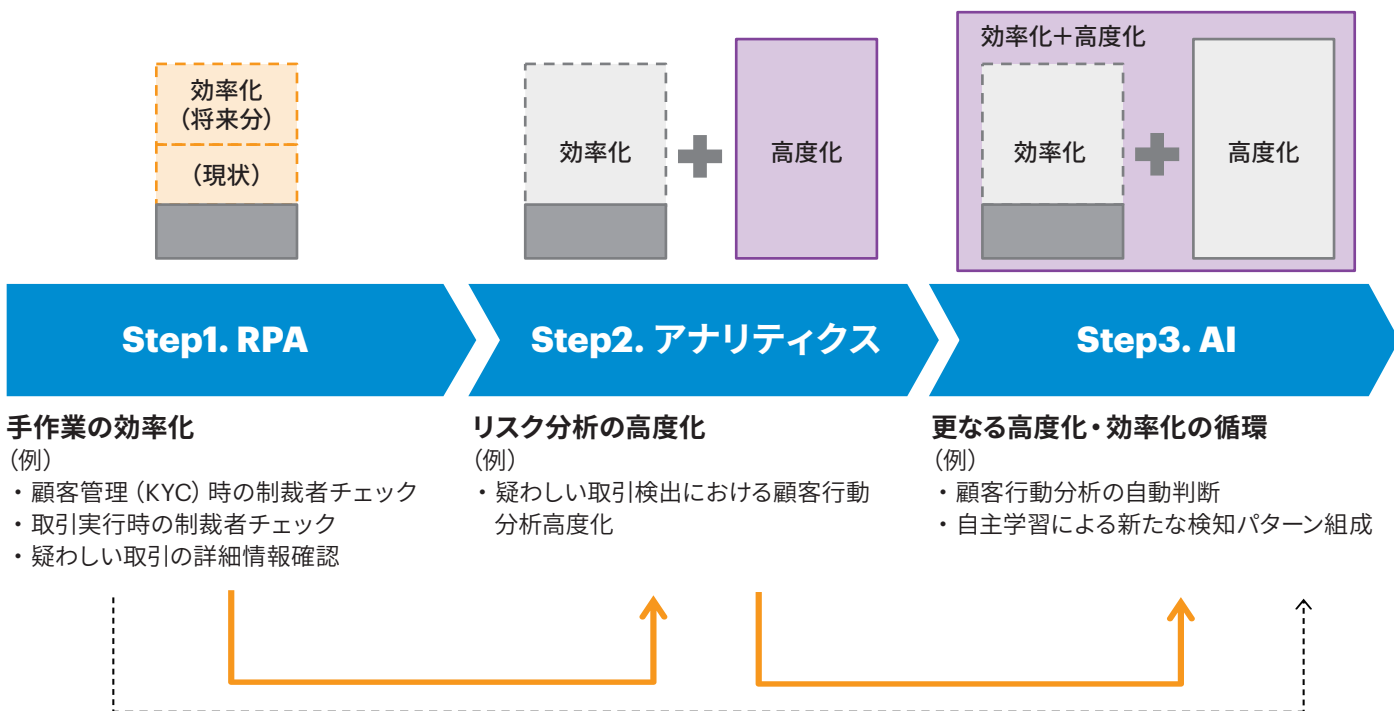 効率化
（将来分）
（現状）
効率化
高度化
効率化＋高度化
効率化
高度化
Step1. RPA
Step2. アナリティクス
Step3. AI
手作業の効率化
（例）
・顧客管理（KYC）時の制裁者チェック
・取引実行時の制裁者チェック
・疑わしい取引の詳細情報確認
リスク分析の高度化
（例）
・疑わしい取引検出における顧客行動
分析高度化
更なる高度化・効率化の循環
（例）
・顧客行動分析の自動判断
・自主学習による新たな検知パターン組成